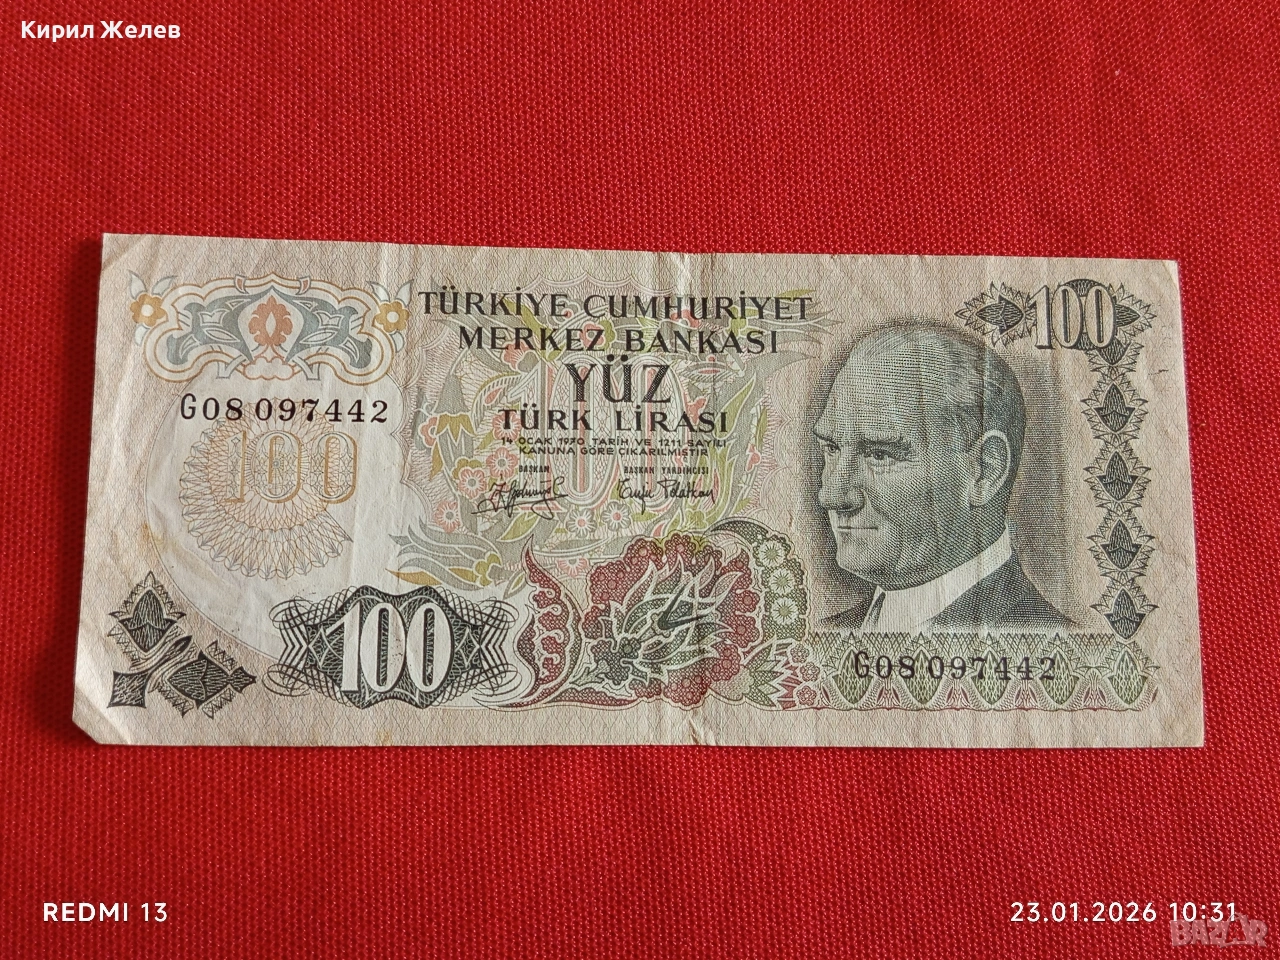 Кирил Желев
TÜRKİYE CUMHURİYET
MERKEZ BANKASI
YÜZ
TÜRK LİRASI
14 OCAK 1970 TARİH VE 1211 SAYILI
KANUNA GÖRE ÇIKARILMIŞTIR
BAŞKAN BAŞKAN YARDIMCISI
100
G08 097442
100
100
G08 097442
REDMI 13
23.01.2026 10:31
BAZAR